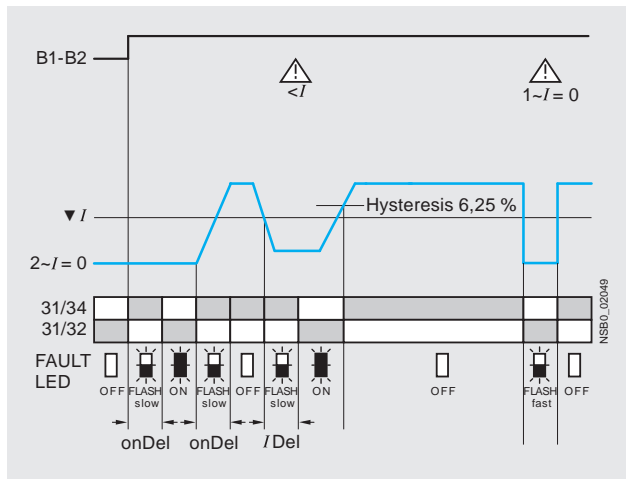 B1-B2
<I
1~I = 0
▼ I
Hysteresis 6,25 %
2~I = 0
NSB0_02049
31/34
31/32
FAULT
LED
OFF FLASH slow ON FLASH slow OFF FLASH slow ON OFF FLASH fast OFF
onDel onDel I Del